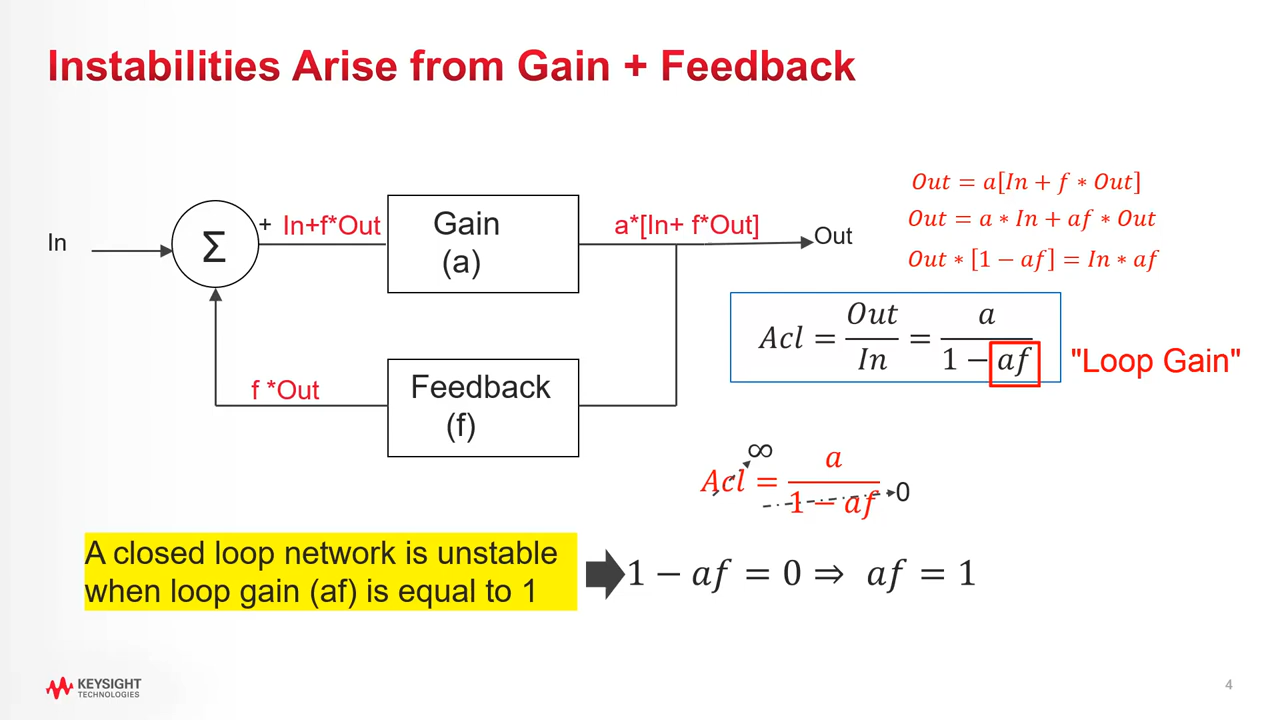 Instabilities Arise from Gain + Feedback
In
Σ
+
In+f*Out
Gain
(a)
a*[In+ f*Out]
Out
f *Out
Feedback
(f)
Out = a[In + f ∗ Out]
Out = a ∗ In + af ∗ Out
Out ∗ [1 − af] = In ∗ af
Acl = Out/In = a/(1 − af)
"Loop Gain"
∞
Acl = a/(1 − af)
0
A closed loop network is unstable
when loop gain (af) is equal to 1
1 − af = 0 ⇒ af = 1
KEYSIGHT
TECHNOLOGIES
4